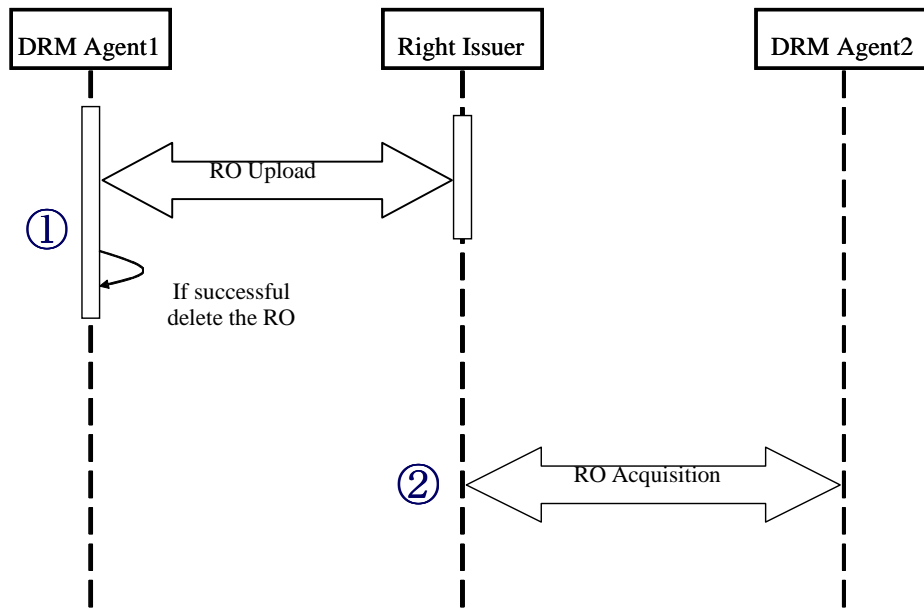 DRM Agent1
Right Issuer
DRM Agent2
RO Upload
①
If successful
delete the RO
②
RO Acquisition